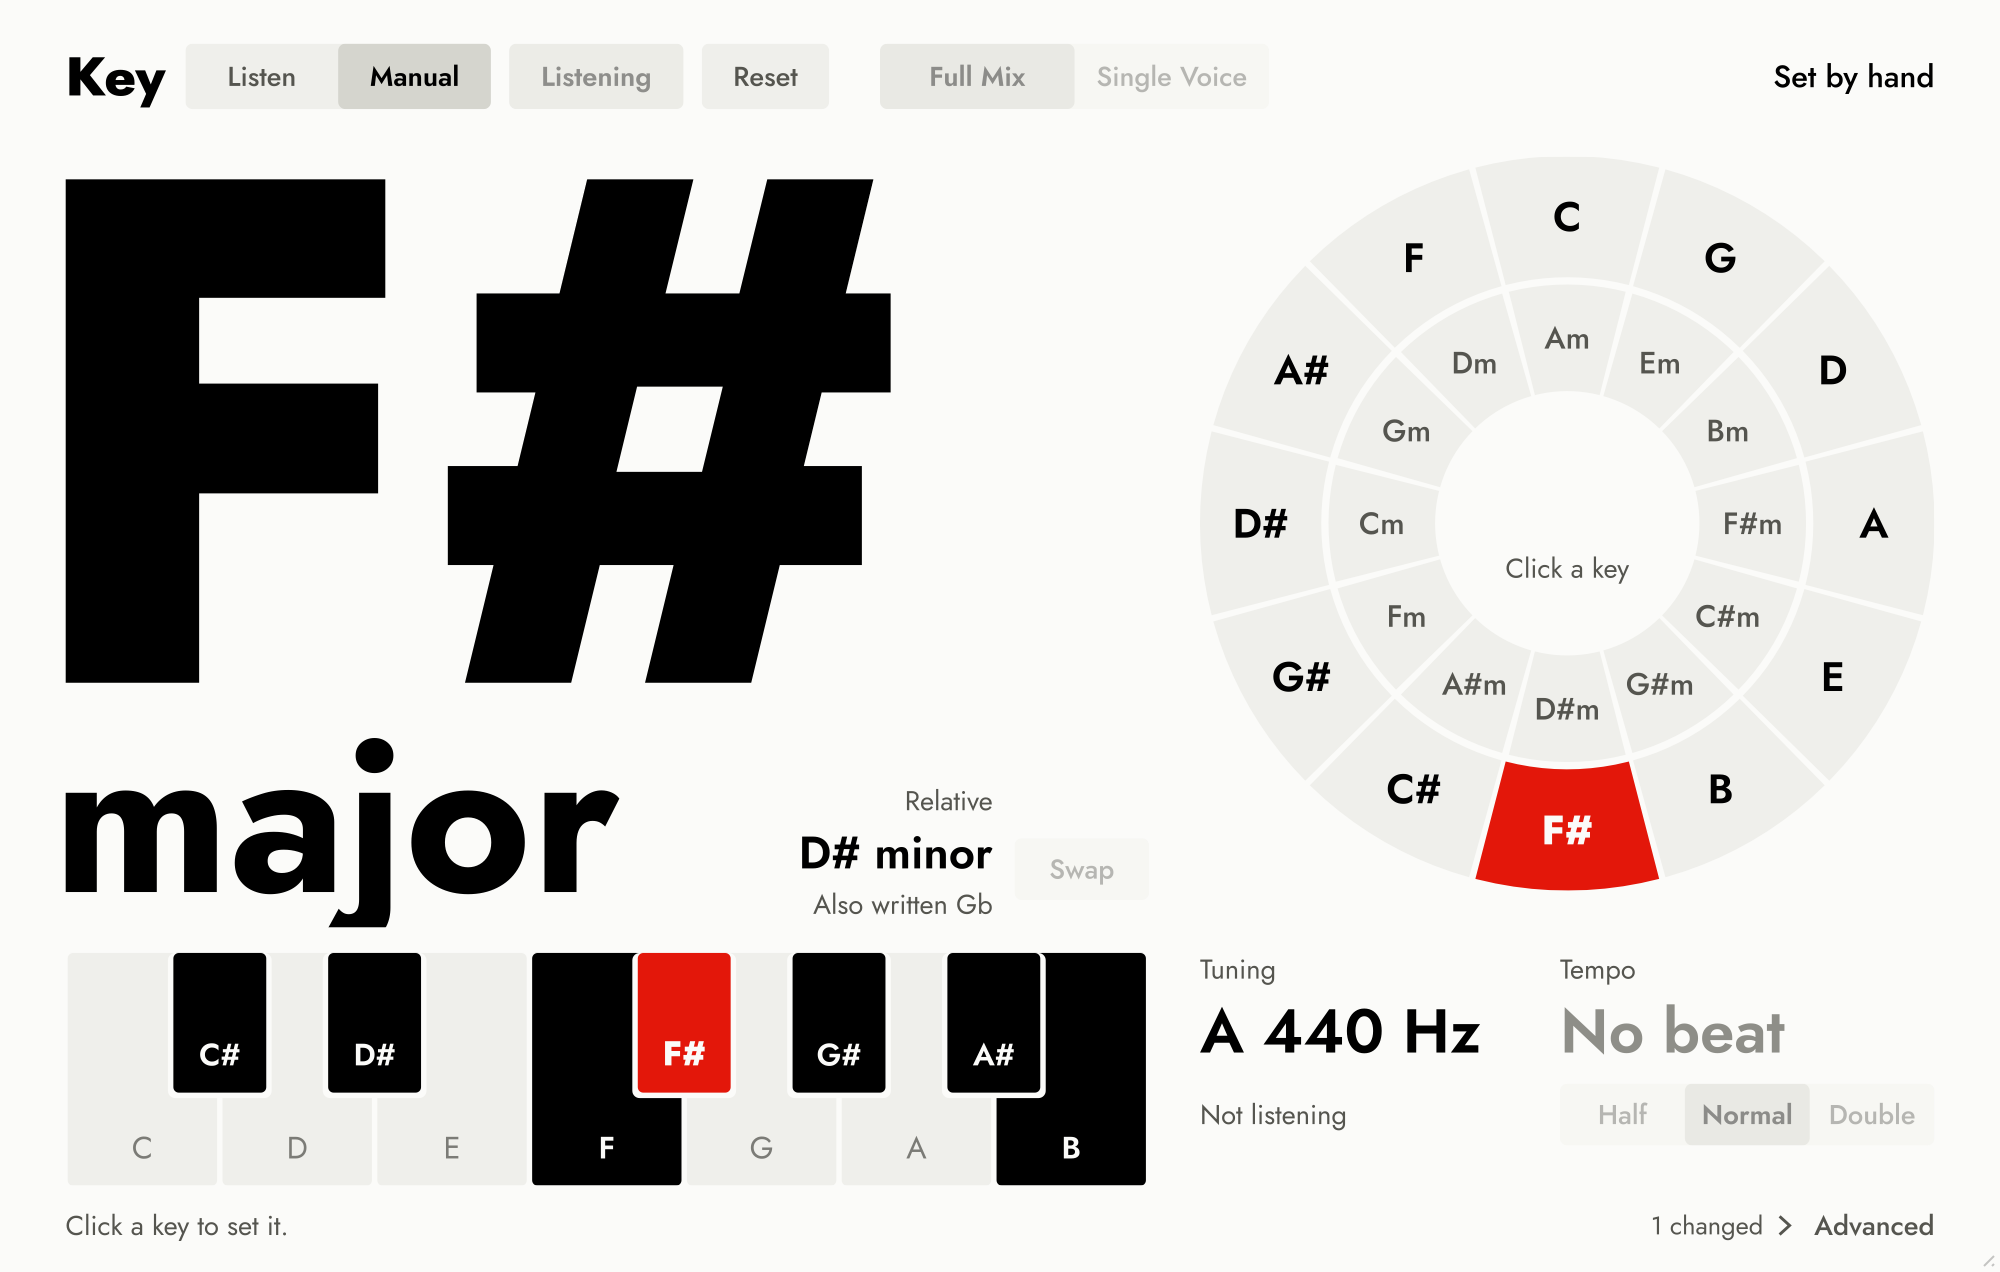 Key
Listen
Manual
Listening
Reset
Full Mix
Single Voice
Set by hand
F#
major
Relative
D# minor
Also written Gb
Swap
C
G
D
A
E
B
F#
C#
G#
D#
A#
F
Am
Em
Bm
F#m
C#m
G#m
D#m
A#m
Fm
Cm
Gm
Dm
Click a key
C#
D#
F#
G#
A#
C
D
E
F
G
A
B
Tuning
A 440 Hz
Not listening
Tempo
No beat
Half
Normal
Double
Click a key to set it.
1 changed
Advanced